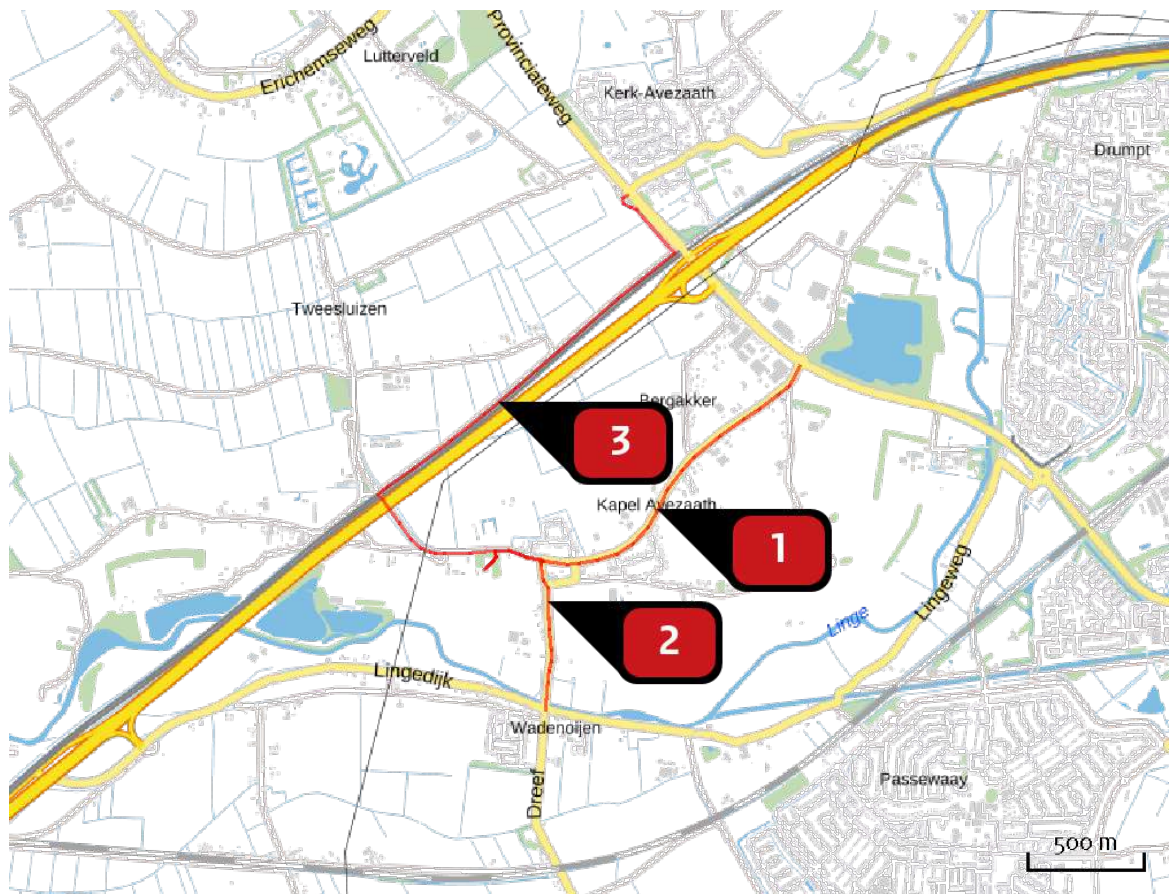 Erichemseweg
Lutterveld
Provincialeweg
Kerk-Avezaath
Drumpt
Tweesluizen
Bergakker
3
Kapel Avezaath
1
2
Linge
Lingeweg
Lingedijk
Wadenoijen
Dreef
Passewaay
500 m